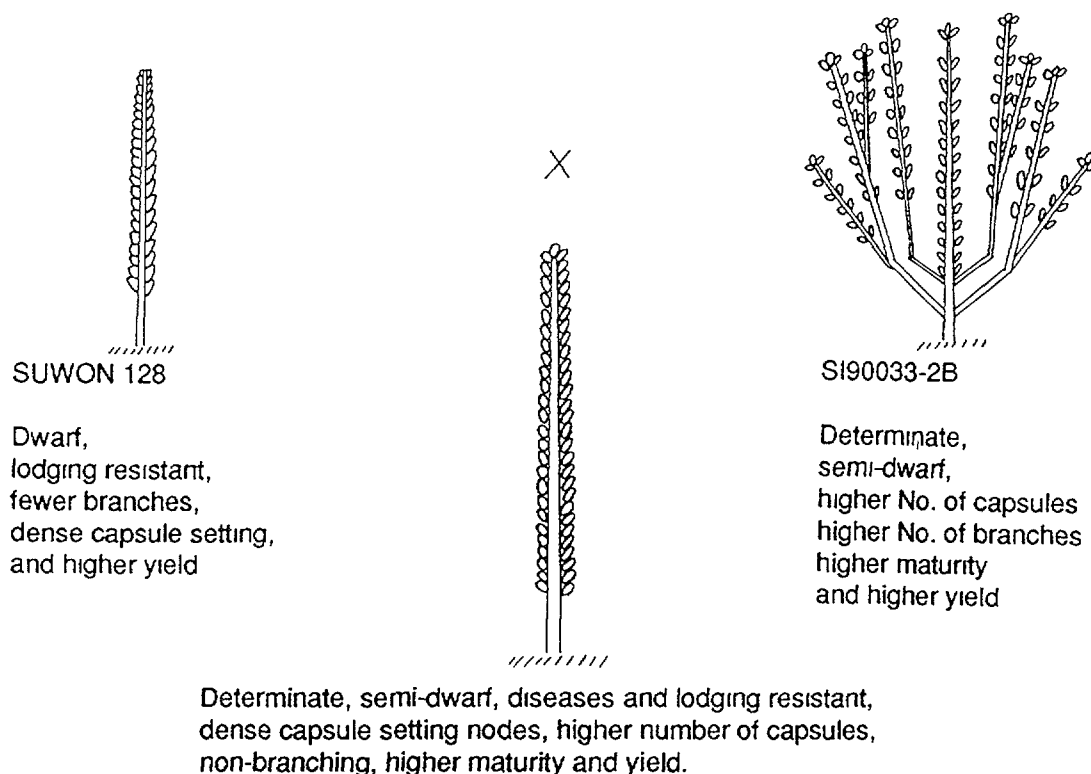 X
SUWON 128
Dwarf,
lodging resistant,
fewer branches,
dense capsule setting,
and higher yield
SI90033-2B
Determinate,
semi-dwarf,
higher No. of capsules
higher No. of branches
higher maturity
and higher yield
Determinate, semi-dwarf, diseases and lodging resistant,
dense capsule setting nodes, higher number of capsules,
non-branching, higher maturity and yield.